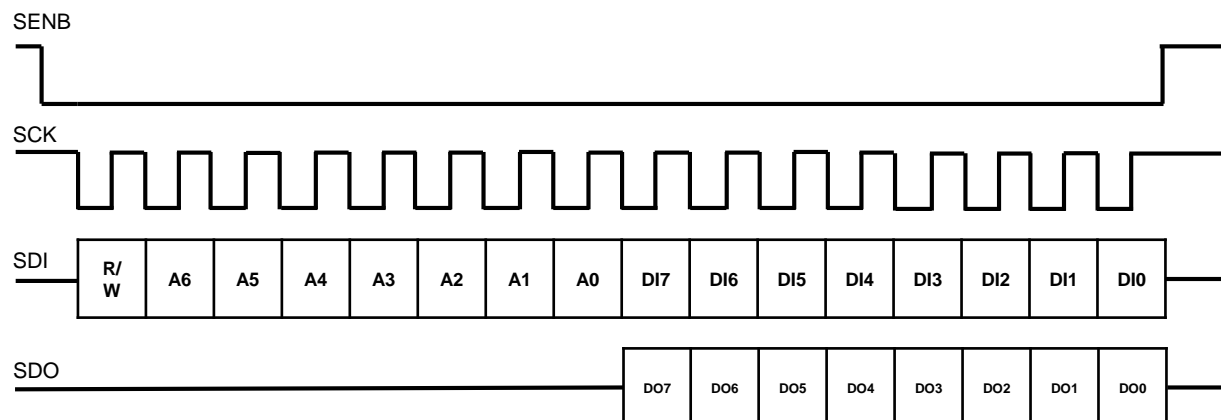 SENB
SCK
SDI
R/
W
A6
A5
A4
A3
A2
A1
A0
DI7
DI6
DI5
DI4
DI3
DI2
DI1
DI0
SDO
DO7
DO6
DO5
DO4
DO3
DO2
DO1
DO0